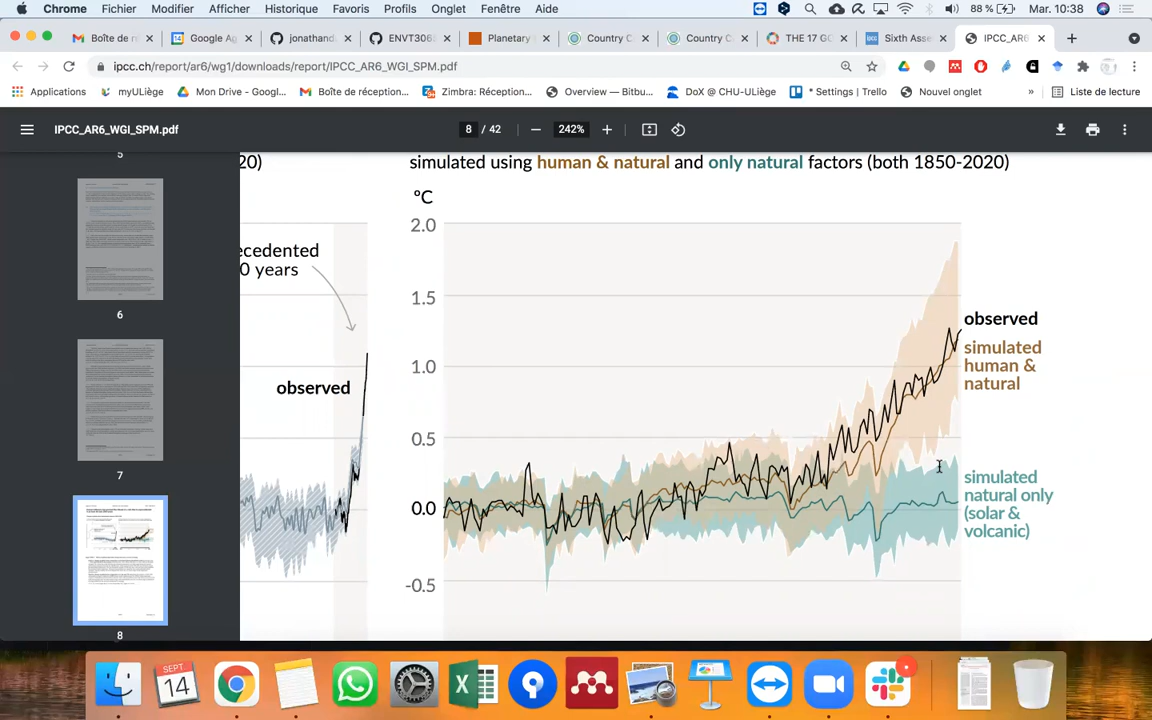 Chrome Fichier Modifier Afficher Historique Favoris Profils Onglet Fenêtre Aide 88 % Mar. 10:38
Boîte de r Google A jonathand ENVT306 Planetary Country C Country C THE 17 GO Sixth Asse IPCC_AR6
ipcc.ch/report/ar6/wg1/downloads/report/IPCC_AR6_WGI_SPM.pdf
Applications myULiège Mon Drive - Googl... Boîte de réception... Zimbra: Réception... Overview — Bitbu... DoX @ CHU-ULiège * Settings | Trello Nouvel onglet » Liste de lecture
IPCC_AR6_WGI_SPM.pdf 8 / 42 242%
5
6
7
8
20)
ecedented
0 years
observed
simulated using human & natural and only natural factors (both 1850-2020)
ºC
2.0
1.5
1.0
0.5
0.0
-0.5
observed
simulated
human &
natural
simulated
natural only
(solar &
volcanic)
SEPT.
14